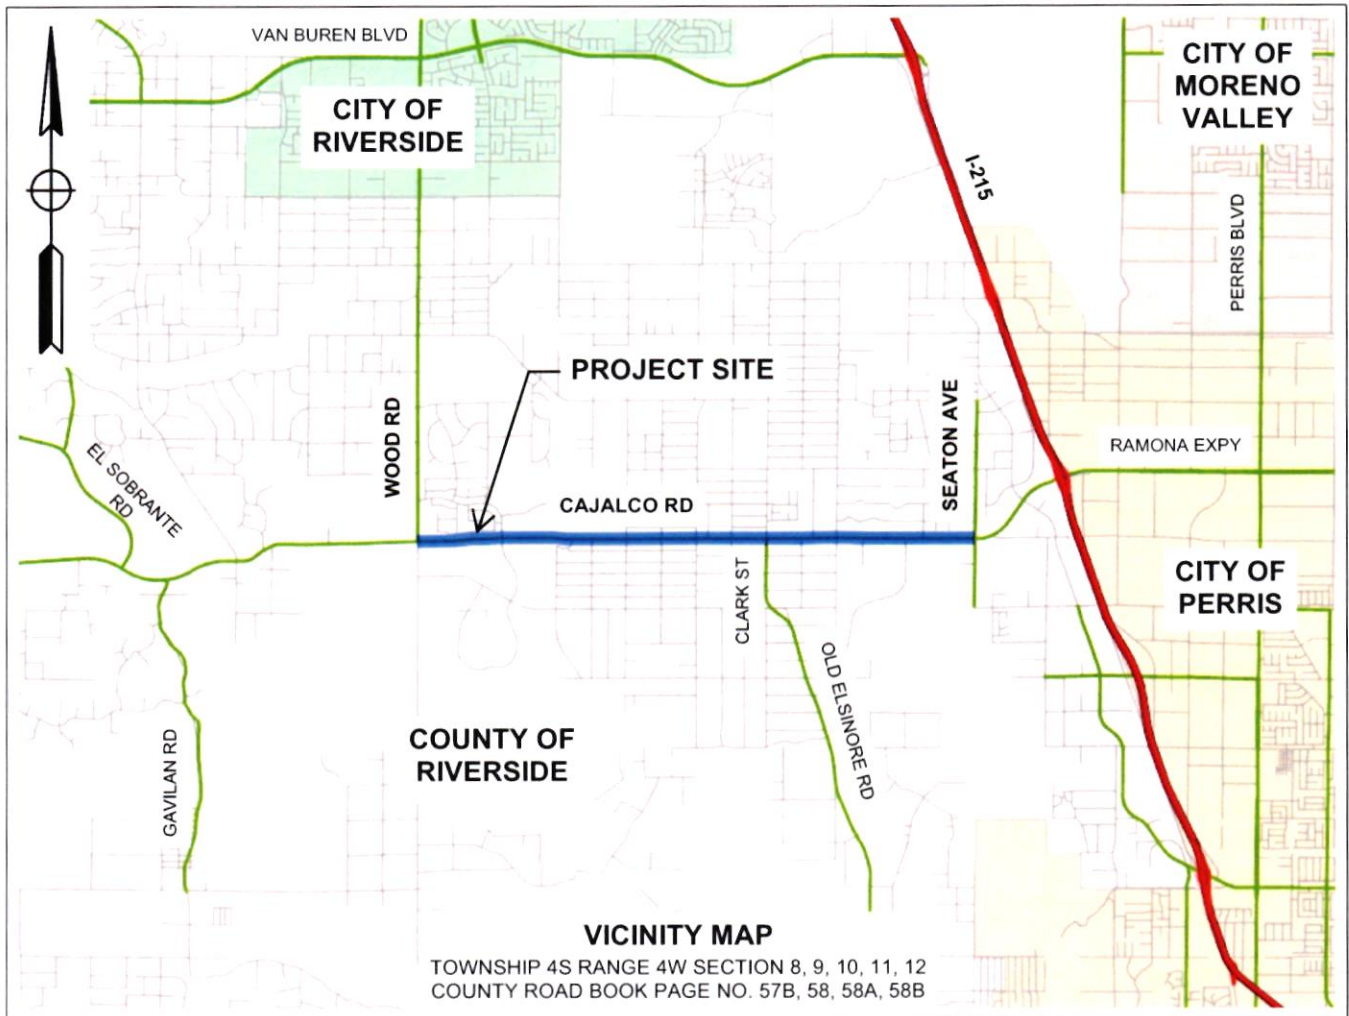 VAN BUREN BLVD
CITY OF
RIVERSIDE
CITY OF
MORENO
VALLEY
I-215
PERRIS BLVD
PROJECT SITE
WOOD RD
SEATON AVE
RAMONA EXPY
EL SOBRANTE
RD
CAJALCO RD
CLARK ST
CITY OF
PERRIS
OLD ELSINORE RD
GAVILAN RD
COUNTY OF
RIVERSIDE
VICINITY MAP
TOWNSHIP 4S RANGE 4W SECTION 8, 9, 10, 11, 12
COUNTY ROAD BOOK PAGE NO. 57B, 58, 58A, 58B